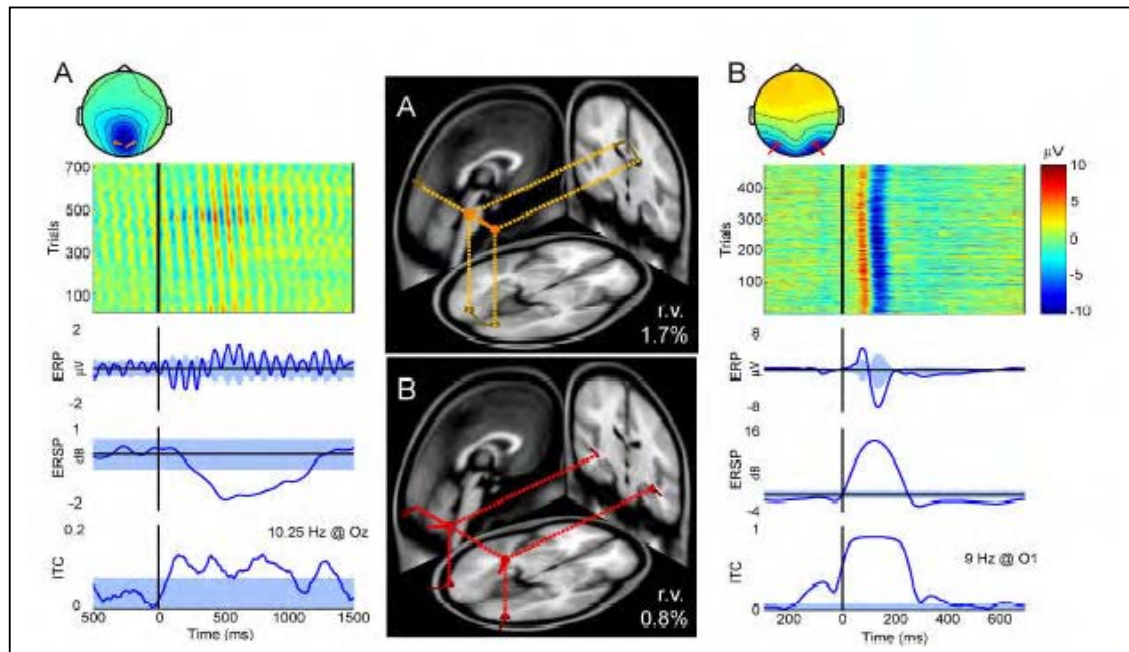 A
700
500
300
100
Trials
2
-2
ERP
µV
1
-2
ERSP
dB
0.2
0
ITC
10.25 Hz @ Oz
500 0 500 1000 1500
Time (ms)
A
r.v.
1.7%
B
r.v.
0.8%
B
400
300
200
100
Trials
µV
10
5
0
-5
-10
8
-8
ERP
µV
16
-4
ERSP
dB
1
0
ITC
9 Hz @ O1
-200 0 200 400 600
Time (ms)